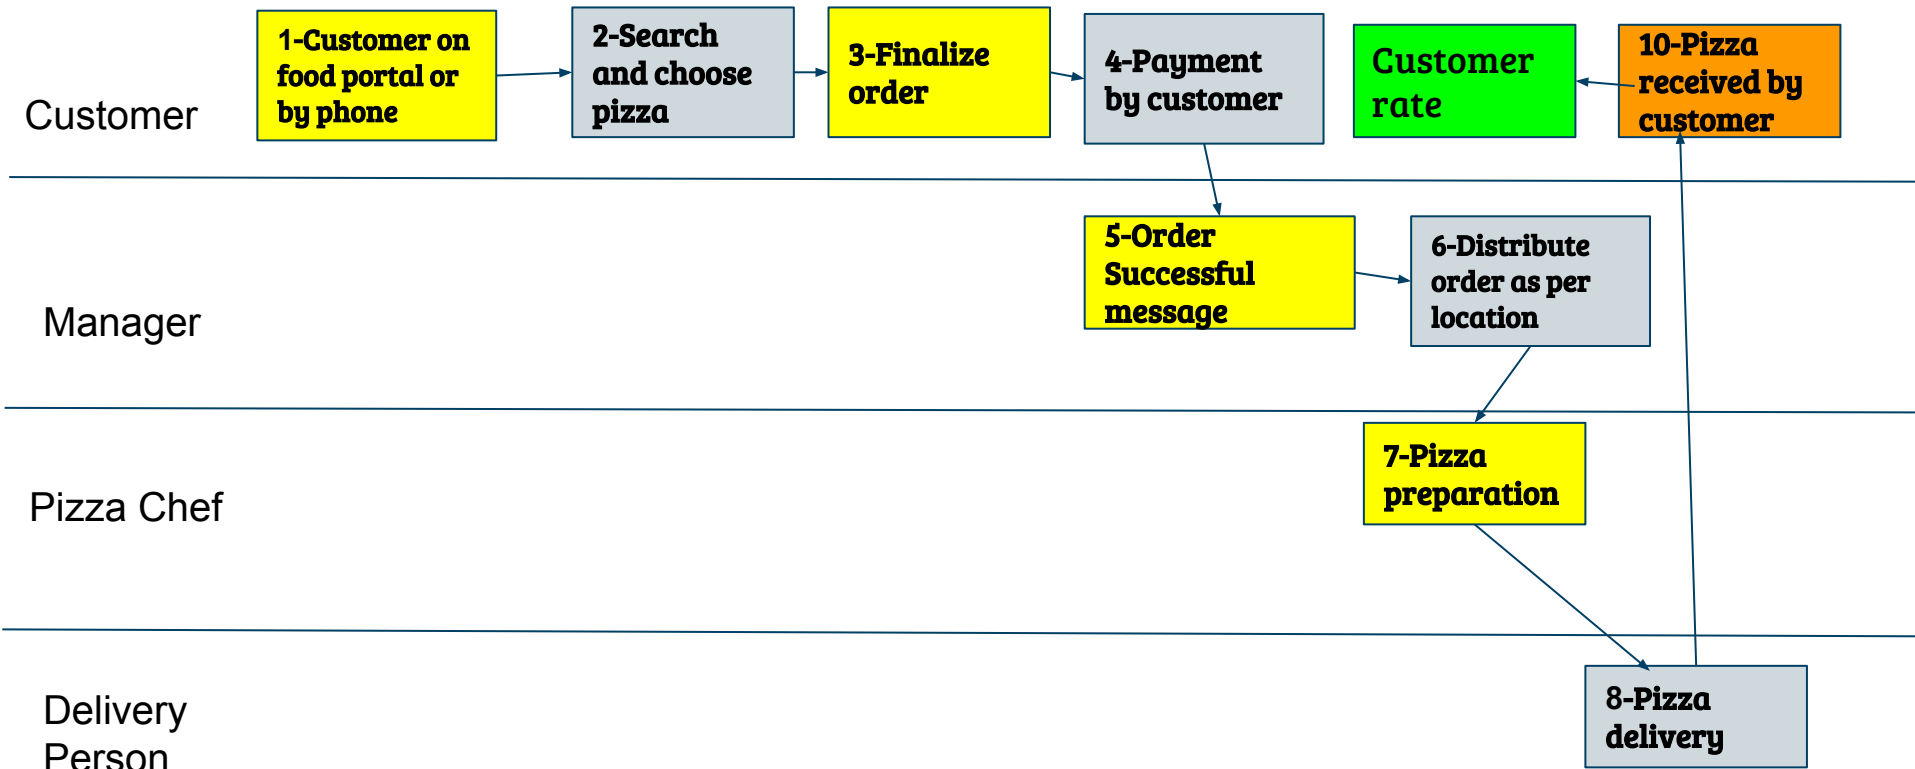 Customer
1-Customer on
food portal or
by phone
2-Search
and choose
pizza
3-Finalize
order
4-Payment
by customer
Customer
rate
10-Pizza
received by
customer
Manager
5-Order
Successful
message
6-Distribute
order as per
location
Pizza Chef
7-Pizza
preparation
Delivery
Person
8-Pizza
delivery